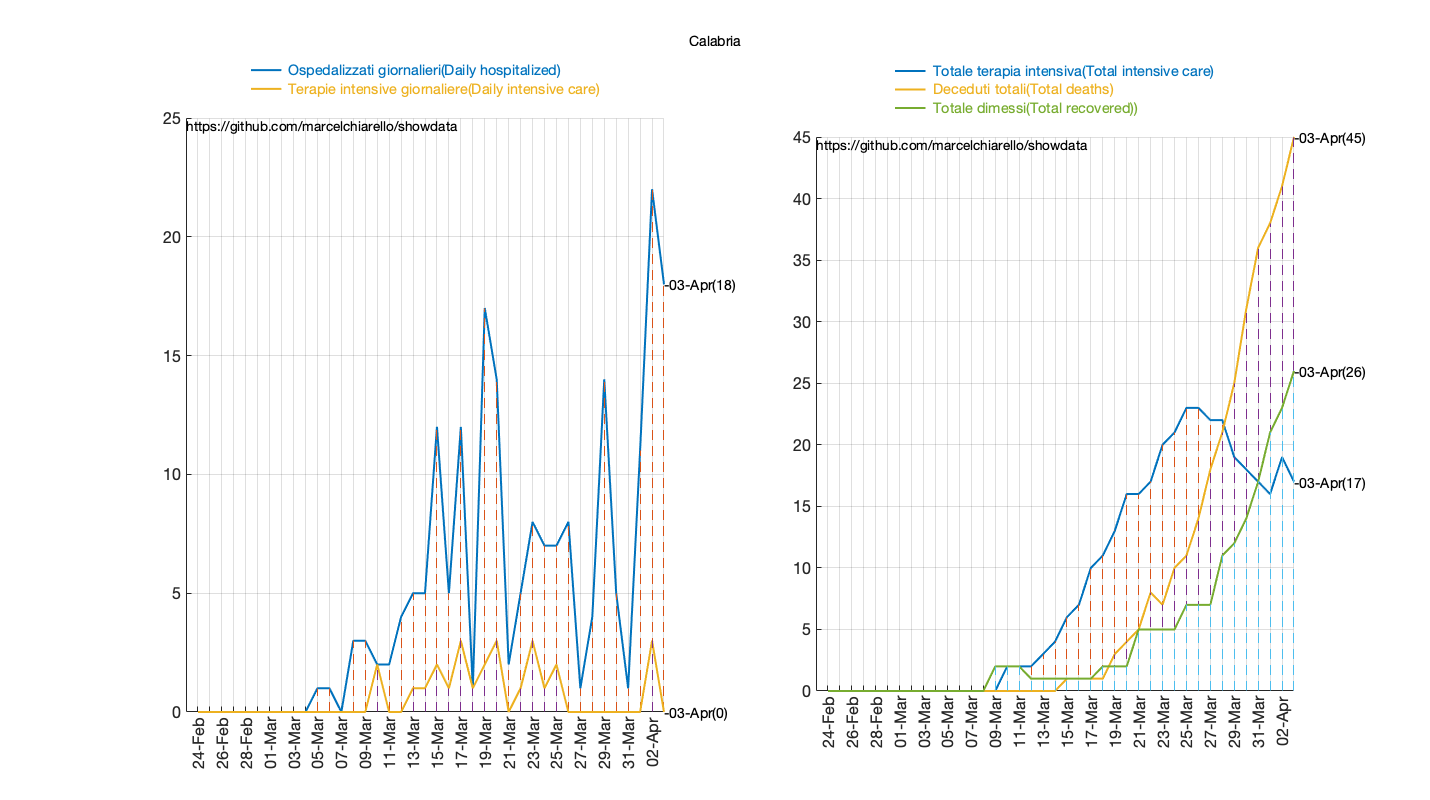 Calabria
Ospedalizzati giornalieri(Daily hospitalized)
Terapie intensive giornaliere(Daily intensive care)
25
https://github.com/marcelchiarello/showdata
20
15
10
5
0
-03-Apr(18)
-03-Apr(0)
24-Feb
26-Feb
28-Feb
01-Mar
03-Mar
05-Mar
07-Mar
09-Mar
11-Mar
13-Mar
15-Mar
17-Mar
19-Mar
21-Mar
23-Mar
25-Mar
27-Mar
29-Mar
31-Mar
02-Apr
Totale terapia intensiva(Total intensive care)
Deceduti totali(Total deaths)
Totale dimessi(Total recovered))
45
https://github.com/marcelchiarello/showdata
40
35
30
25
20
15
10
5
0
-03-Apr(45)
-03-Apr(26)
-03-Apr(17)
24-Feb
26-Feb
28-Feb
01-Mar
03-Mar
05-Mar
07-Mar
09-Mar
11-Mar
13-Mar
15-Mar
17-Mar
19-Mar
21-Mar
23-Mar
25-Mar
27-Mar
29-Mar
31-Mar
02-Apr